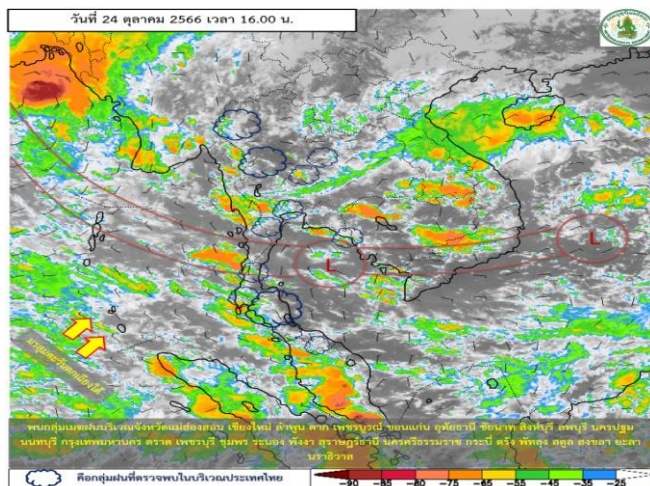 วันที่ 24 ตุลาคม 2566 เวลา 16.00 น.
L
L
มรสุมตะวันตกเฉียงใต้
พบกลุ่มเมฆฝนบริเวณจังหวัดแม่ฮ่องสอน เชียงใหม่ ลำพูน ตาก เพชรบูรณ์ ขอนแก่น อุทัยธานี ชัยนาท สิงห์บุรี ลพบุรี นครปฐม
นนทบุรี กรุงเทพมหานคร ตราด เพชรบุรี ชุมพร ระนอง พังงา สุราษฎร์ธานี นครศรีธรรมราช กระบี่ ตรัง พัทลุง สตูล สงขลา ยะลา
นราธิวาส
คือกลุ่มฝนที่ตรวจพบในบริเวณประเทศไทย
-90 -85 -80 -70 -60 -50 -40 -35 -32 -25